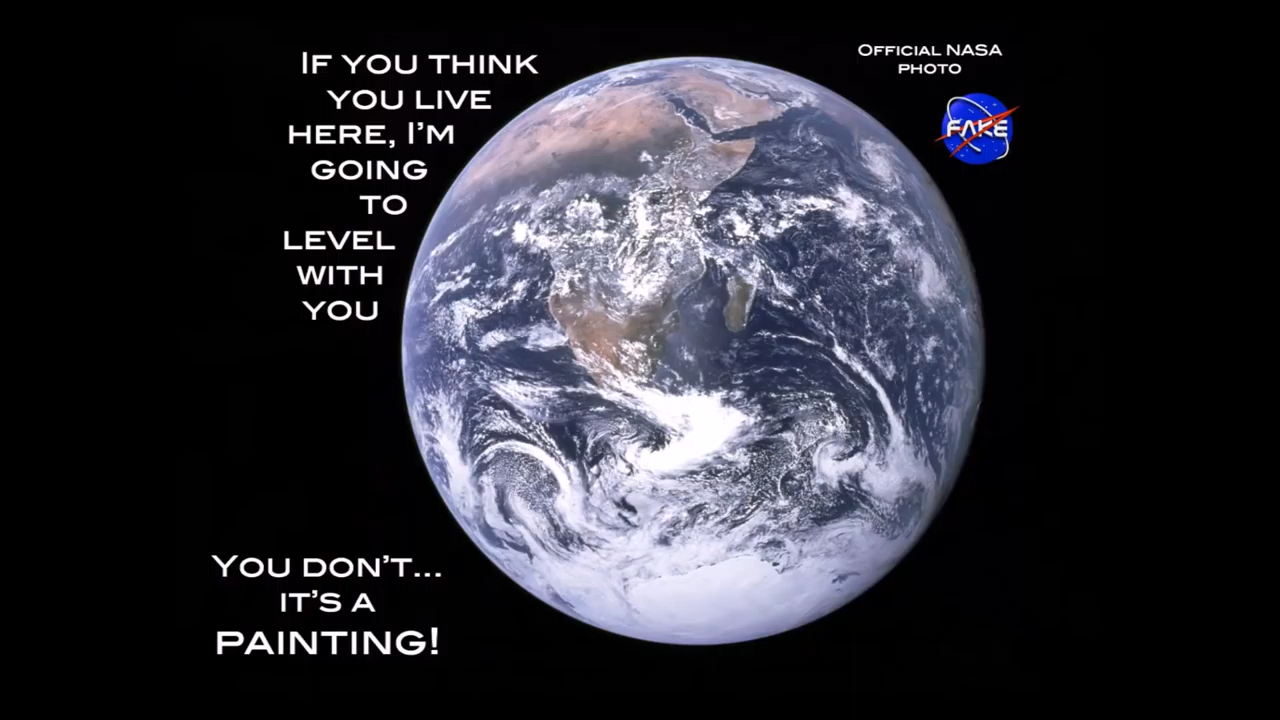 If you think
you live
here, I'm
going
to
level
with
you
Official NASA
photo
FAKE
You don't...
it's a
painting!